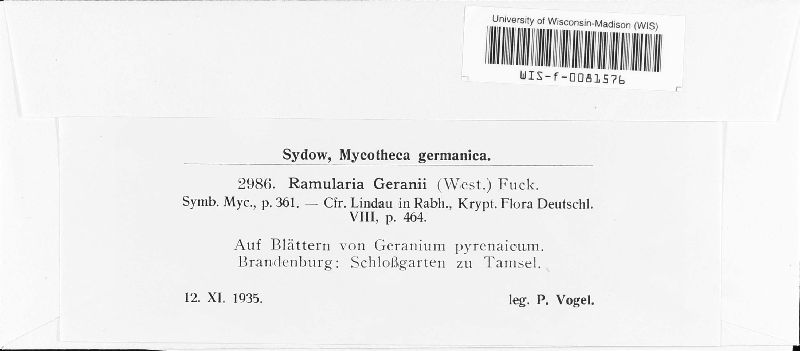 University of Wisconsin-Madison (WIS)
WIS-f-0081576
Sydow, Mycotheca germanica.
2986. Ramularia Geranii (West.) Fuck.
Symb. Myc., p. 361. — Cfr. Lindau in Rabh., Krypt. Flora Deutschl.
VIII, p. 464.
Auf Blättern von Geranium pyrenaicum.
Brandenburg: Schloßgarten zu Tamsel.
12. XI. 1935. leg. P. Vogel.